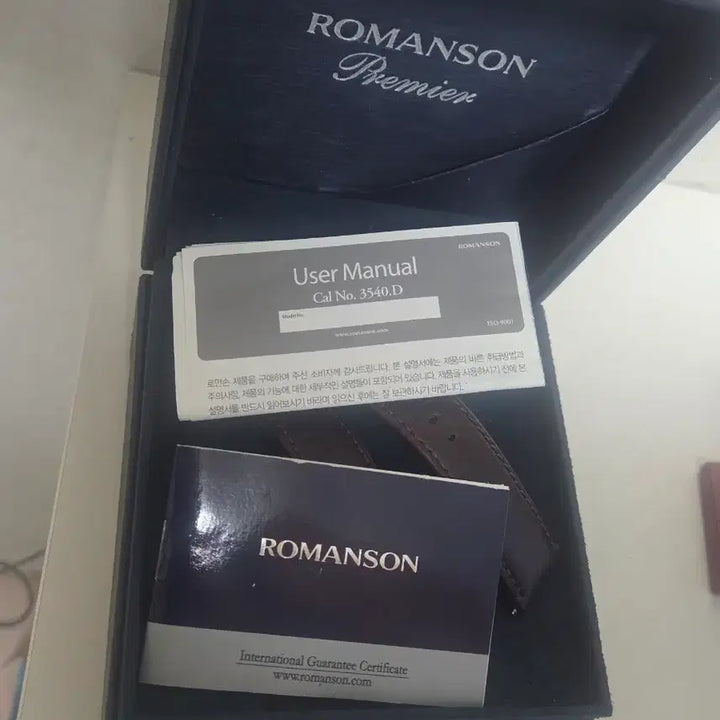 ROMANSON
Premier
ROMANSON
User Manual
Cal No. 3540.D
Model No.
www.romanson.com
ISO 9001
로만손 제품을 구매하여 주신 소비자께 감사드립니다. 본 설명서에는 제품의 바른 취급방법과
주의사항, 제품의 기능에 대한 세부적인 설명들이 포함되어 있습니다. 제품을 사용하시기 전에 본
설명서를 반드시 읽어보시기 바라며 읽으신 후에는 잘 보관하시기 바랍니다.
ROMANSON
International Guarantee Certificate
www.romanson.com